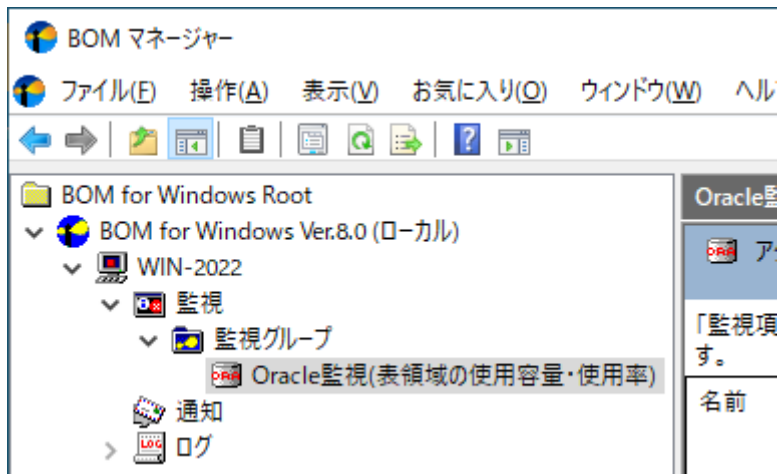 BOM マネージャー
ファイル(F) 操作(A) 表示(V) お気に入り(O) ウィンドウ(W) ヘル
BOM for Windows Root
BOM for Windows Ver.8.0 (ローカル)
WIN-2022
監視
監視グループ
Oracle監視(表領域の使用容量・使用率)
通知
ログ
Oracle監
ア
「監視項
す。
名前